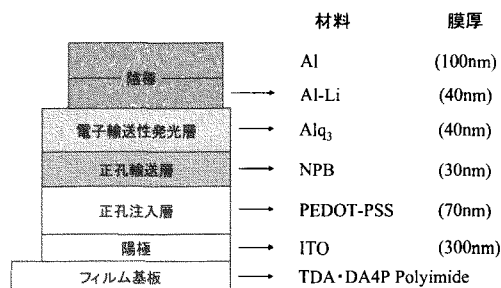 材料 膜厚
Al (100nm)
陰極
Al-Li (40nm)
電子輸送性発光層 Alq₃ (40nm)
正孔輸送層 NPB (30nm)
正孔注入層 PEDOT-PSS (70nm)
陽極 ITO (300nm)
フィルム基板 TDA・DA4P Polyimide